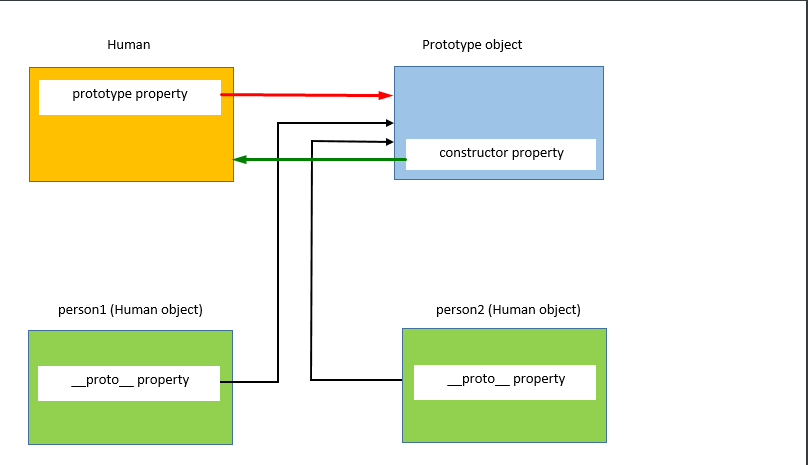 Human
Prototype object
prototype property
constructor property
person1 (Human object)
person2 (Human object)
__proto__ property
__proto__ property